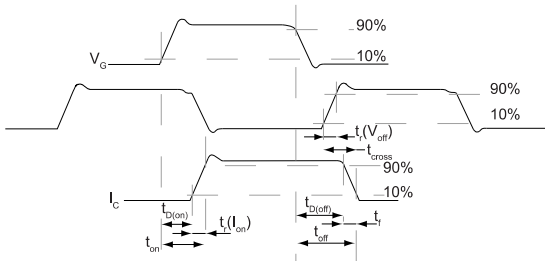 90%
V_G
10%
90%
10%
t_r(V_off)
t_cross
90%
I_C
10%
t_D(on)
t_r(I_on)
t_on
t_D(off)
t_f
t_off